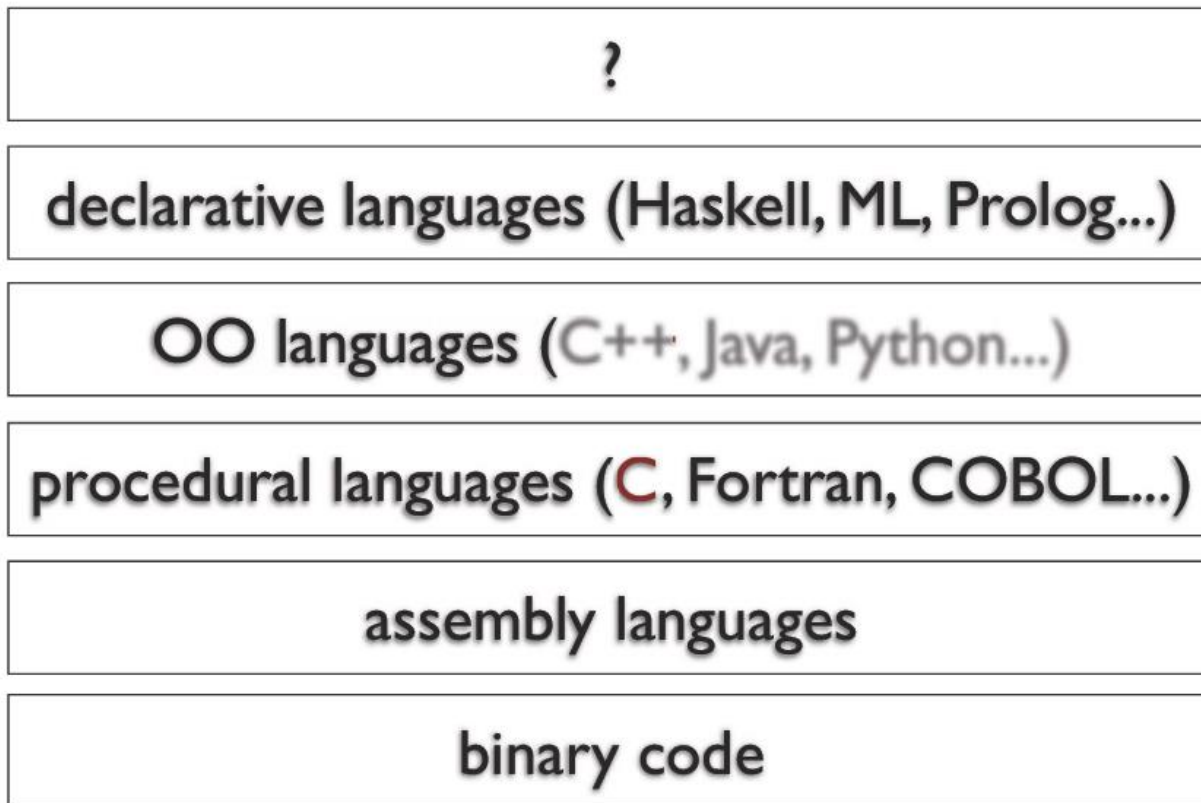 ?
declarative languages (Haskell, ML, Prolog...)
OO languages (C++, Java, Python...)
procedural languages (C, Fortran, COBOL...)
assembly languages
binary code